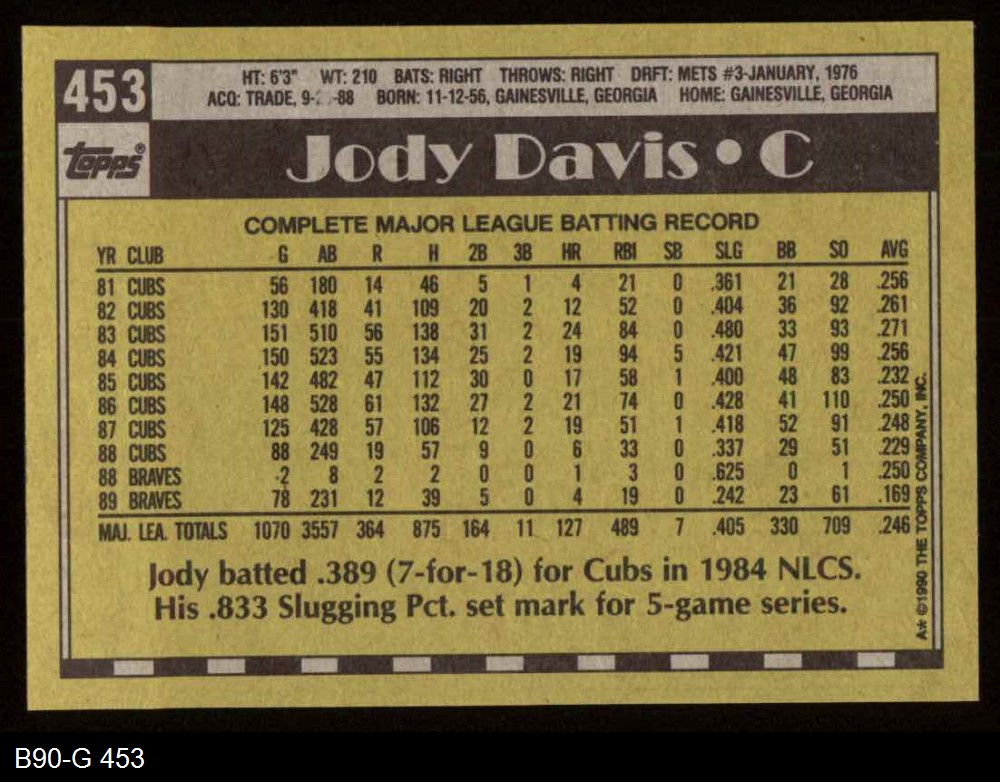 453
HT: 6'3" WT: 210 BATS: RIGHT THROWS: RIGHT DRFT: METS #3-JANUARY, 1976
ACQ: TRADE, 9- -88 BORN: 11-12-56, GAINESVILLE, GEORGIA HOME: GAINESVILLE, GEORGIA
topps®
Jody Davis • C
COMPLETE MAJOR LEAGUE BATTING RECORD
YR CLUB G AB R H 2B 3B HR RBI SB SLG BB SO AVG
81 CUBS 56 180 14 46 5 1 4 21 0 .361 21 28 .256
82 CUBS 130 418 41 109 20 2 12 52 0 .404 36 92 .261
83 CUBS 151 510 56 138 31 2 24 84 0 .480 33 93 .271
84 CUBS 150 523 55 134 25 2 19 94 5 .421 47 99 .256
85 CUBS 142 482 47 112 30 0 17 58 1 .400 48 83 .232
86 CUBS 148 528 61 132 27 2 21 74 0 .428 41 110 .250
87 CUBS 125 428 57 106 12 2 19 51 1 .418 52 91 .248
88 CUBS 88 249 19 57 9 0 6 33 0 .337 29 51 .229
88 BRAVES 2 8 2 2 0 0 1 3 0 .625 0 1 .250
89 BRAVES 78 231 12 39 5 0 4 19 0 .242 23 61 .169
MAJ. LEA. TOTALS 1070 3557 364 875 164 11 127 489 7 .405 330 709 .246
Jody batted .389 (7-for-18) for Cubs in 1984 NLCS.
His .833 Slugging Pct. set mark for 5-game series.
A* ©1990 THE TOPPS COMPANY, INC.
B90-G 453